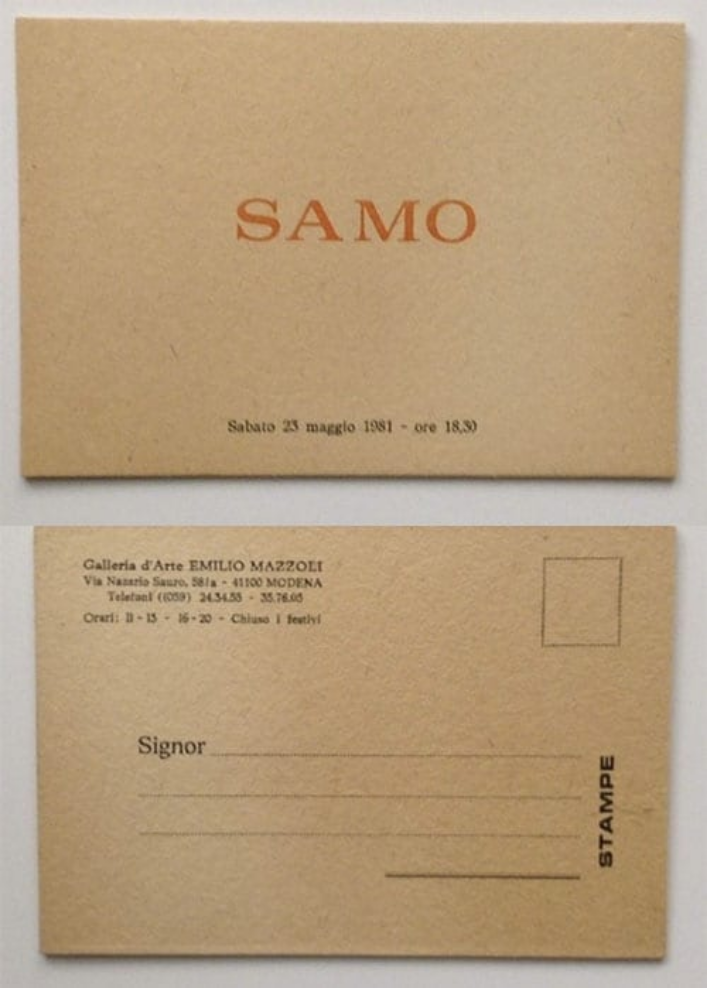 SAMO
Sabato 23 maggio 1981 - ore 18,30
Galleria d'Arte EMILIO MAZZOLI
Via Nazario Sauro, 58/a - 41100 MODENA
Telefoni (059) 24.34.55 - 35.76.05
Orari: 11-13 - 16-20 - Chiuso i festivi
Signor
STAMPE